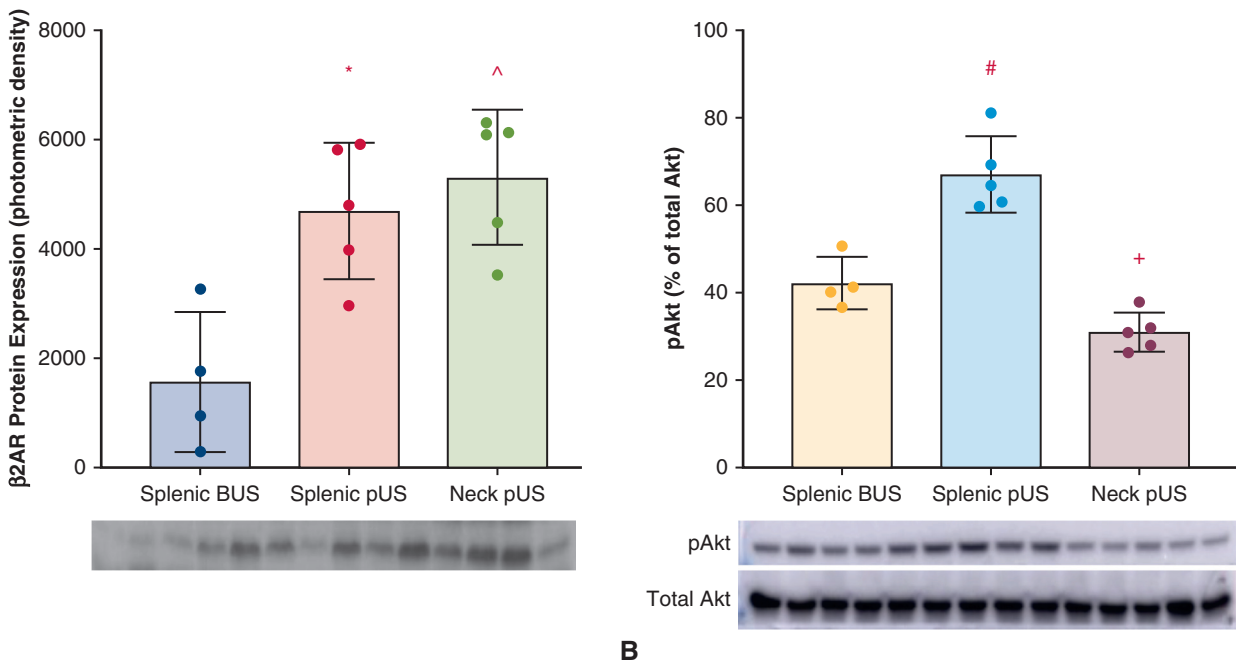 β2AR Protein Expression (photometric density)
8000
6000
4000
2000
0
*
^
Splenic BUS
Splenic pUS
Neck pUS
pAkt (% of total Akt)
100
80
60
40
20
0
#
+
Splenic BUS
Splenic pUS
Neck pUS
pAkt
Total Akt
B